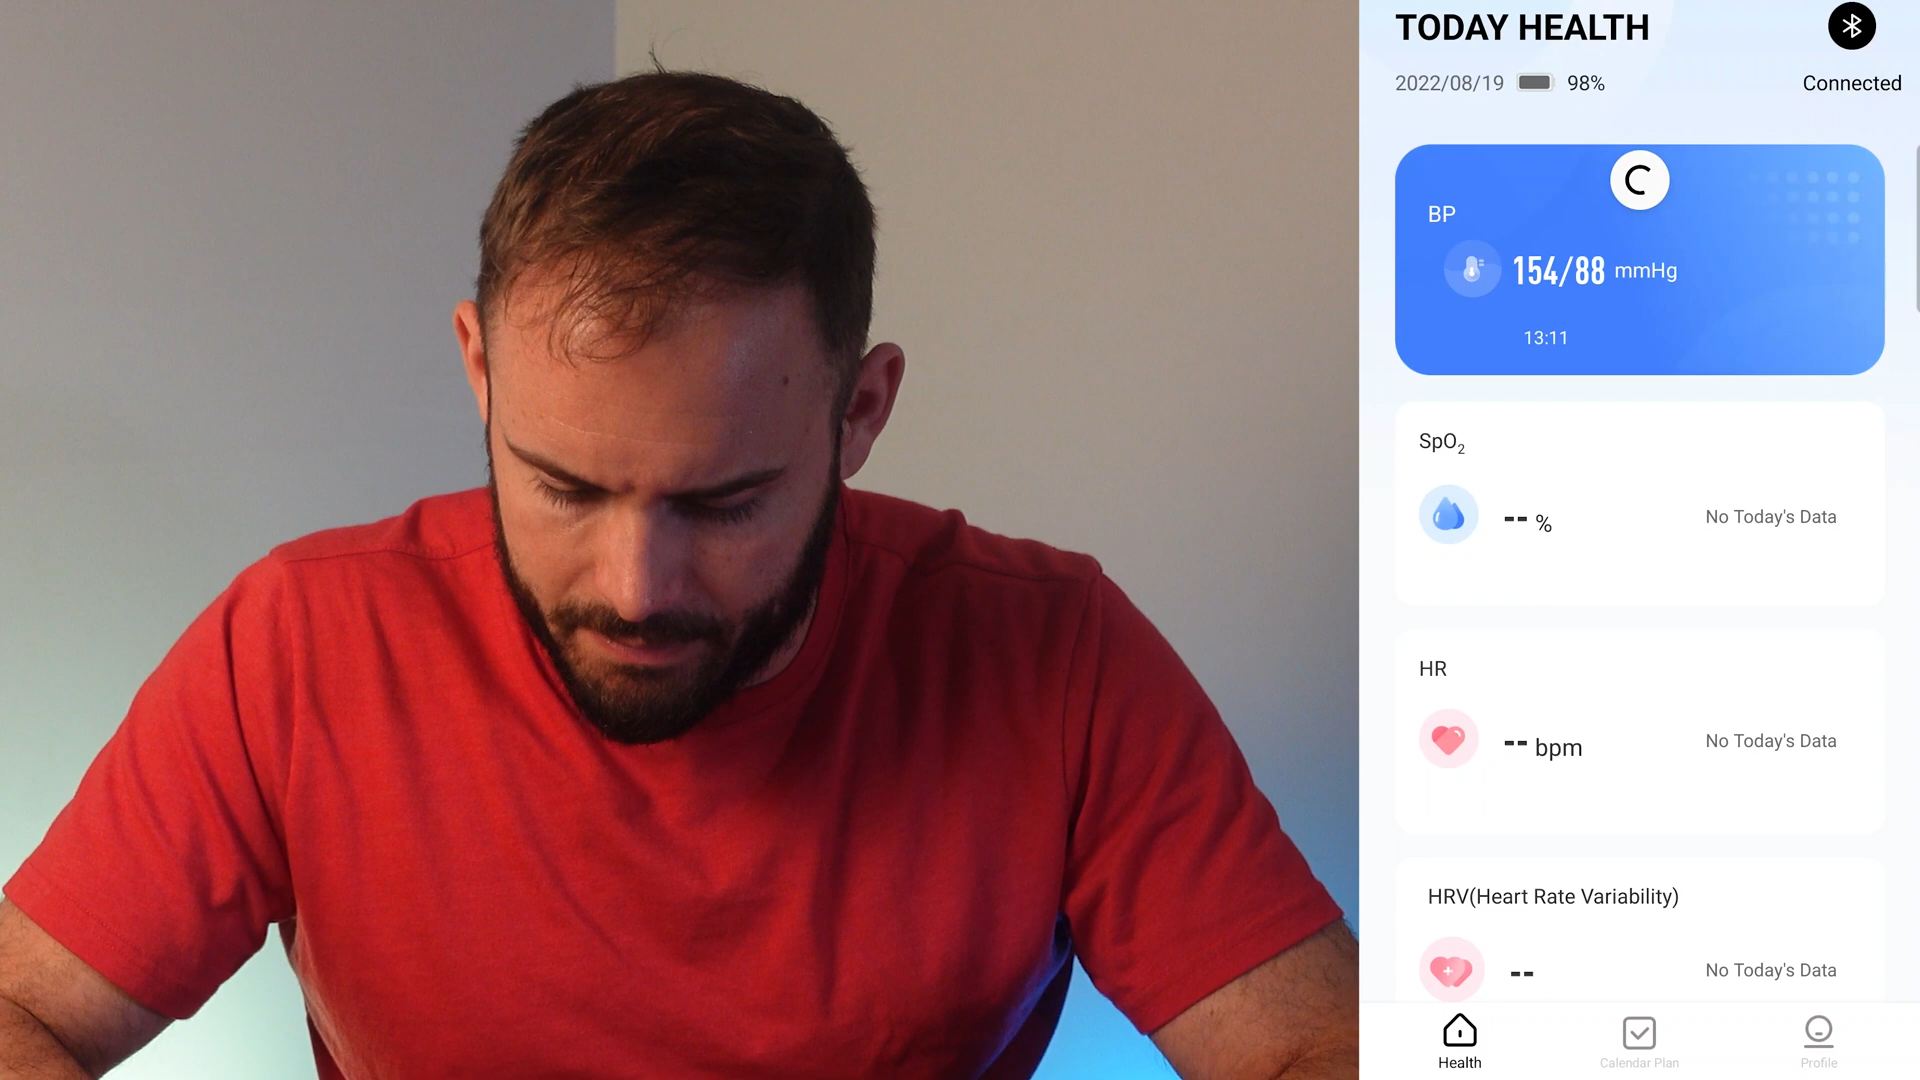 TODAY HEALTH
2022/08/19 98% Connected
BP
154/88 mmHg
13:11
SpO2
-- % No Today's Data
HR
-- bpm No Today's Data
HRV(Heart Rate Variability)
-- No Today's Data
Health Calendar Plan Profile